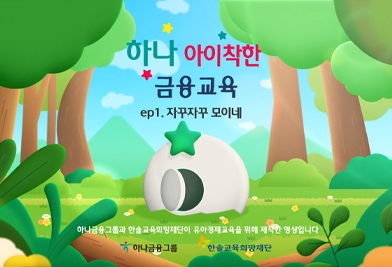 하나 아이착한
금융교육
ep1. 자꾸자꾸 모이네
하나금융그룹과 한솔교육희망재단이 유아경제교육을 위해 제작한 영상입니다
하나금융그룹 한솔교육희망재단